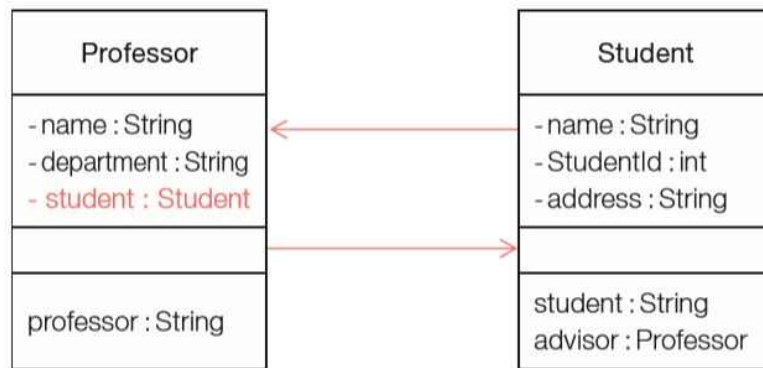 Professor
- name : String
- department : String
- student : Student
professor : String
Student
- name : String
- StudentId : int
- address : String
student : String
advisor : Professor